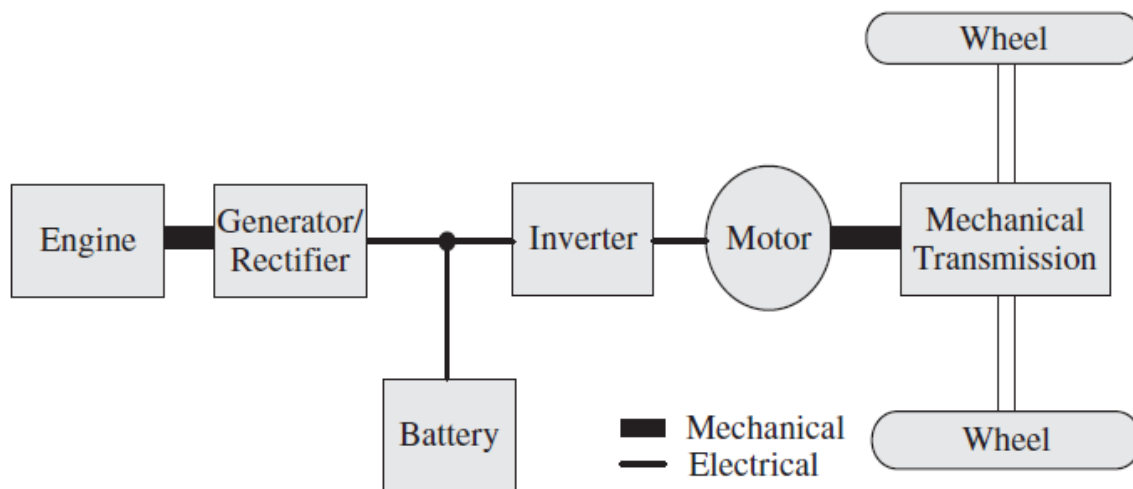 Wheel
Engine
Generator/
Rectifier
Inverter
Motor
Mechanical
Transmission
Battery
Mechanical
Electrical
Wheel